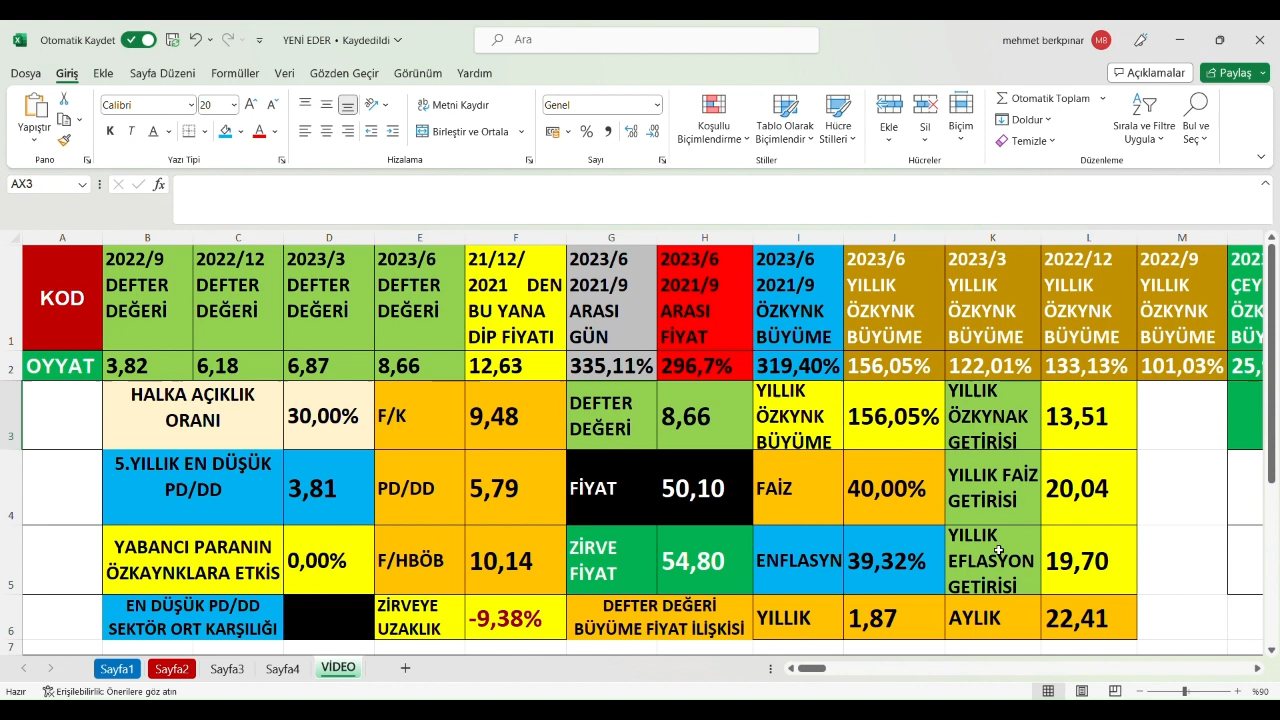 Otomatik Kaydet
YENİ EDER • Kaydedildi
Ara
mehmet berkpınar
MB
Dosya Giriş Ekle Sayfa Düzeni Formüller Veri Gözden Geçir Görünüm Yardım
Açıklamalar Paylaş
Yapıştır
Pano
Calibri 20
K T A
Yazı Tipi
Metni Kaydır
Birleştir ve Ortala
Hizalama
Genel
Sayı
Koşullu Biçimlendirme
Tablo Olarak Biçimlendir
Hücre Stilleri
Stiller
Ekle Sil Biçim
Hücreler
Otomatik Toplam
Doldur
Temizle
Sırala ve Filtre Uygula
Bul ve Seç
Düzenleme
AX3
fx
A B C D E F G H I J K L M
1
KOD
2022/9 DEFTER DEĞERİ
2022/12 DEFTER DEĞERİ
2023/3 DEFTER DEĞERİ
2023/6 DEFTER DEĞERİ
21/12/ 2021 DEN BU YANA DİP FİYATI
2023/6 2021/9 ARASI GÜN
2023/6 2021/9 ARASI FİYAT
2023/6 2021/9 ÖZKYNK BÜYÜME
2023/6 YILLIK ÖZKYNK BÜYÜME
2023/3 YILLIK ÖZKYNK BÜYÜME
2022/12 YILLIK ÖZKYNK BÜYÜME
2022/9 YILLIK ÖZKYNK BÜYÜME
2
OYYAT 3,82 6,18 6,87 8,66 12,63 335,11% 296,7% 319,40% 156,05% 122,01% 133,13% 101,03% 25,
3
HALKA AÇIKLIK ORANI
30,00%
F/K
9,48
DEFTER DEĞERİ
8,66
YILLIK ÖZKYNK BÜYÜME
156,05%
YILLIK ÖZKYNAK GETİRİSİ
13,51
4
5.YILLIK EN DÜŞÜK PD/DD
3,81
PD/DD
5,79
FİYAT
50,10
FAİZ
40,00%
YILLIK FAİZ GETİRİSİ
20,04
5
YABANCI PARANIN ÖZKAYNKLARA ETKİS
0,00%
F/HBÖB
10,14
ZİRVE FİYAT
54,80
ENFLASYN
39,32%
YILLIK EFLASYON GETİRİSİ
19,70
6
EN DÜŞÜK PD/DD SEKTÖR ORT KARŞILIĞI
ZİRVEYE UZAKLIK
-9,38%
DEFTER DEĞERİ BÜYÜME FİYAT İLİŞKİSİ
YILLIK
1,87
AYLIK
22,41
7
Sayfa1 Sayfa2 Sayfa3 Sayfa4 VİDEO
Hazır
Erişilebilirlik: Önerilere göz atın
%90